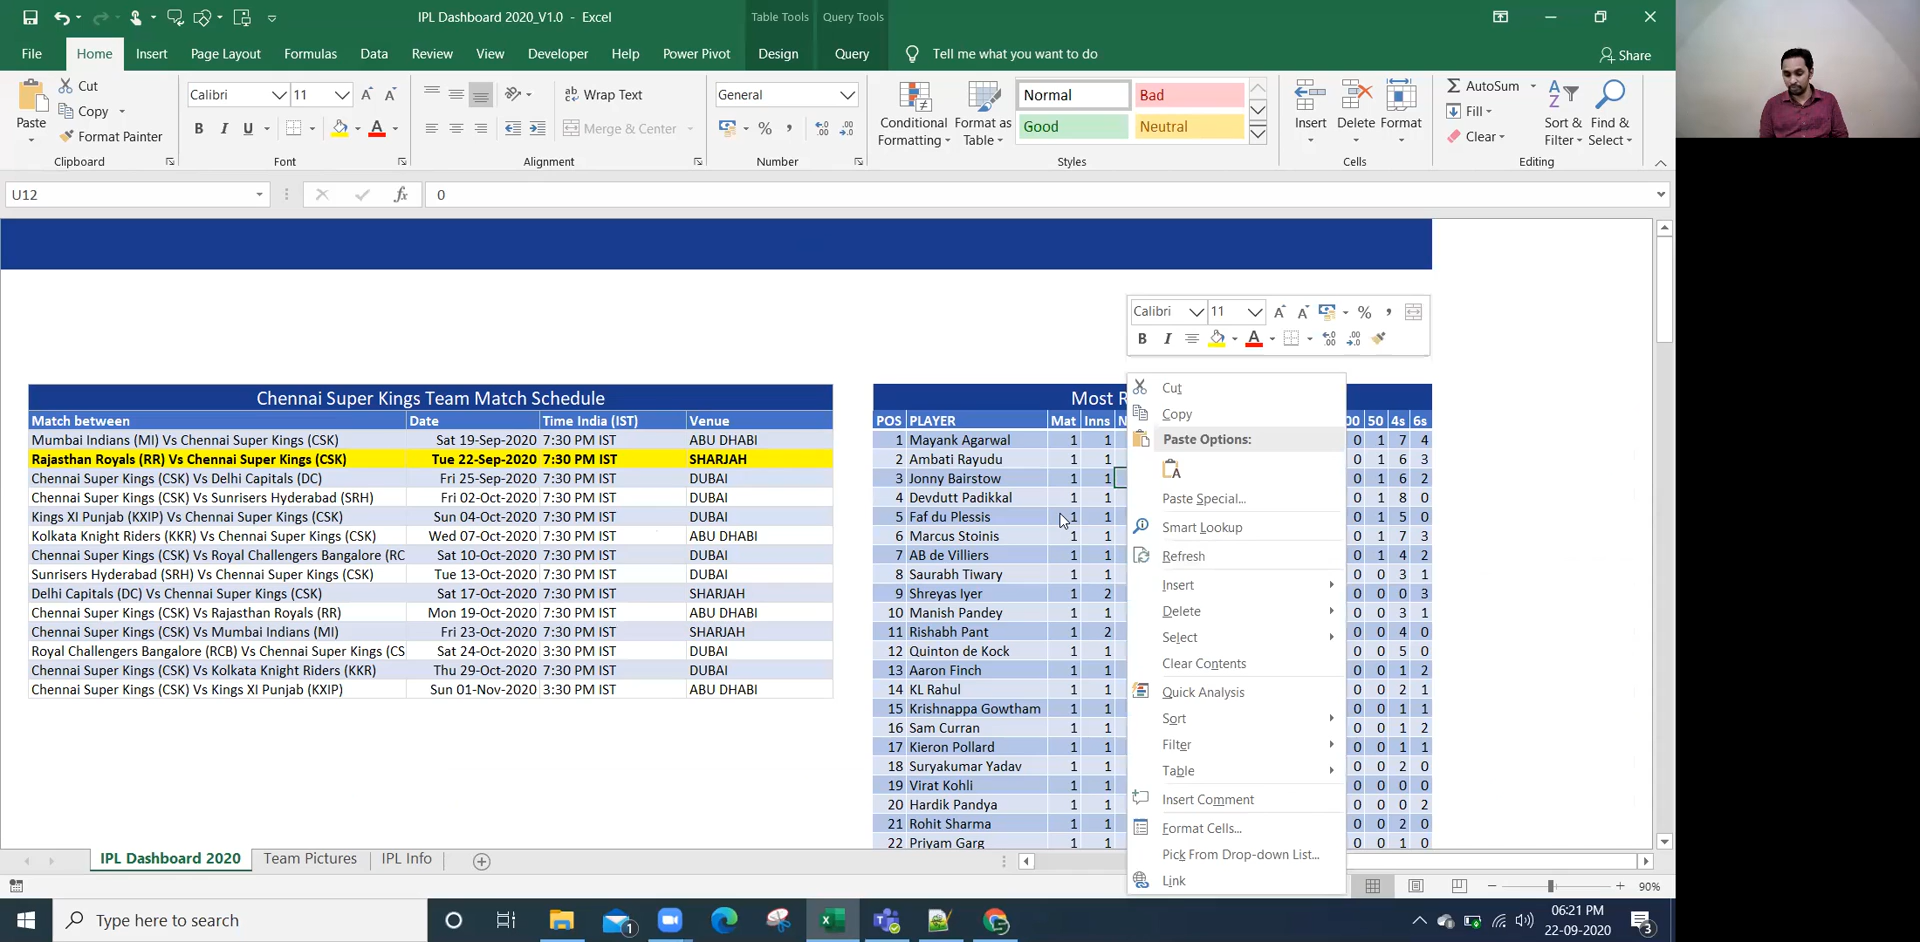 IPL Dashboard 2020_V1.0 - Excel
Table Tools Query Tools
File Home Insert Page Layout Formulas Data Review View Developer Help Power Pivot Design Query Tell me what you want to do Share
Paste Cut
Copy
Format Painter
Clipboard
Calibri 11
B I U A
Font
Wrap Text
Merge & Center
Alignment
General
%
Number
Conditional Formatting
Format as Table
Normal Bad
Good Neutral
Styles
Insert Delete Format
Cells
AutoSum
Fill
Clear
Sort & Filter
Find & Select
Editing
U12 fx 0
Calibri 11 A A %
B I A
Chennai Super Kings Team Match Schedule
Match between Date Time India (IST) Venue
Mumbai Indians (MI) Vs Chennai Super Kings (CSK) Sat 19-Sep-2020 7:30 PM IST ABU DHABI
Rajasthan Royals (RR) Vs Chennai Super Kings (CSK) Tue 22-Sep-2020 7:30 PM IST SHARJAH
Chennai Super Kings (CSK) Vs Delhi Capitals (DC) Fri 25-Sep-2020 7:30 PM IST DUBAI
Chennai Super Kings (CSK) Vs Sunrisers Hyderabad (SRH) Fri 02-Oct-2020 7:30 PM IST DUBAI
Kings XI Punjab (KXIP) Vs Chennai Super Kings (CSK) Sun 04-Oct-2020 7:30 PM IST DUBAI
Kolkata Knight Riders (KKR) Vs Chennai Super Kings (CSK) Wed 07-Oct-2020 7:30 PM IST ABU DHABI
Chennai Super Kings (CSK) Vs Royal Challengers Bangalore (RC Sat 10-Oct-2020 7:30 PM IST DUBAI
Sunrisers Hyderabad (SRH) Vs Chennai Super Kings (CSK) Tue 13-Oct-2020 7:30 PM IST DUBAI
Delhi Capitals (DC) Vs Chennai Super Kings (CSK) Sat 17-Oct-2020 7:30 PM IST SHARJAH
Chennai Super Kings (CSK) Vs Rajasthan Royals (RR) Mon 19-Oct-2020 7:30 PM IST ABU DHABI
Chennai Super Kings (CSK) Vs Mumbai Indians (MI) Fri 23-Oct-2020 7:30 PM IST SHARJAH
Royal Challengers Bangalore (RCB) Vs Chennai Super Kings (CS Sat 24-Oct-2020 3:30 PM IST DUBAI
Chennai Super Kings (CSK) Vs Kolkata Knight Riders (KKR) Thu 29-Oct-2020 7:30 PM IST DUBAI
Chennai Super Kings (CSK) Vs Kings XI Punjab (KXIP) Sun 01-Nov-2020 3:30 PM IST ABU DHABI
Most R
POS PLAYER Mat Inns N 00 50 4s 6s
1 Mayank Agarwal 1 1 0 1 7 4
2 Ambati Rayudu 1 1 0 1 6 3
3 Jonny Bairstow 1 1 0 1 6 2
4 Devdutt Padikkal 1 1 0 1 8 0
5 Faf du Plessis 1 1 0 1 5 0
6 Marcus Stoinis 1 1 0 1 7 3
7 AB de Villiers 1 1 0 1 4 2
8 Saurabh Tiwary 1 1 0 0 3 1
9 Shreyas Iyer 1 2 0 0 0 3
10 Manish Pandey 1 1 0 0 3 1
11 Rishabh Pant 1 2 0 0 4 0
12 Quinton de Kock 1 1 0 0 5 0
13 Aaron Finch 1 1 0 0 1 2
14 KL Rahul 1 1 0 0 2 1
15 Krishnappa Gowtham 1 1 0 0 1 1
16 Sam Curran 1 1 0 0 1 2
17 Kieron Pollard 1 1 0 0 1 1
18 Suryakumar Yadav 1 1 0 0 2 0
19 Virat Kohli 1 1 0 0 0 0
20 Hardik Pandya 1 1 0 0 0 2
21 Rohit Sharma 1 1 0 0 2 0
22 Priyam Garg 1 1 0 0 1 0
Cut
Copy
Paste Options:
Paste Special...
Smart Lookup
Refresh
Insert
Delete
Select
Clear Contents
Quick Analysis
Sort
Filter
Table
Insert Comment
Format Cells...
Pick From Drop-down List...
Link
IPL Dashboard 2020 Team Pictures IPL Info
90%
Type here to search
1
06:21 PM
22-09-2020
3